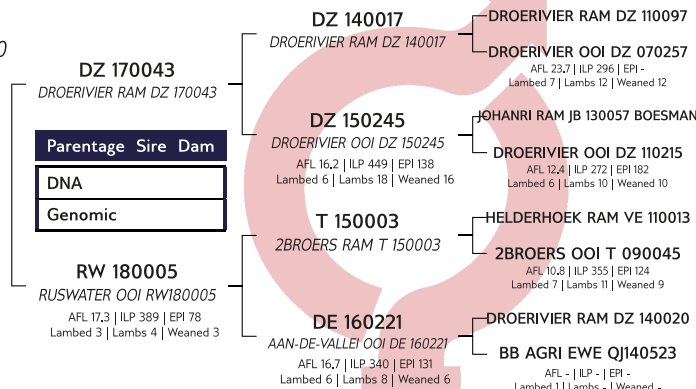 DZ 140017
DROERIVIER RAM DZ 140017
DROERIVIER RAM DZ 110097
DROERIVIER OOI DZ 070257
AFL 23.7 | ILP 296 | EPI -
Lambed 7 | Lambs 12 | Weaned 12
DZ 170043
DROERIVIER RAM DZ 170043
DZ 150245
DROERIVIER OOI DZ 150245
AFL 16.2 | ILP 449 | EPI 138
Lambed 6 | Lambs 18 | Weaned 16
JOHANRI RAM JB 130057 BOESMAN
DROERIVIER OOI DZ 110215
AFL 12.4 | ILP 272 | EPI 182
Lambed 6 | Lambs 10 | Weaned 10
Parentage Sire Dam
DNA
Genomic
T 150003
2BROERS RAM T 150003
HELDERHOEK RAM VE 110013
2BROERS OOI T 090045
AFL 10.8 | ILP 355 | EPI 124
Lambed 7 | Lambs 11 | Weaned 9
RW 180005
RUSWATER OOI RW180005
AFL 17.3 | ILP 389 | EPI 78
Lambed 3 | Lambs 4 | Weaned 3
DE 160221
AAN-DE-VALLEI OOI DE 160221
AFL 16.7 | ILP 340 | EPI 131
Lambed 6 | Lambs 8 | Weaned 6
DROERIVIER RAM DZ 140020
BB AGRI EWE QJ140523
AFL - | ILP - | EPI -
Lambed 1 | Lambs - | Weaned -